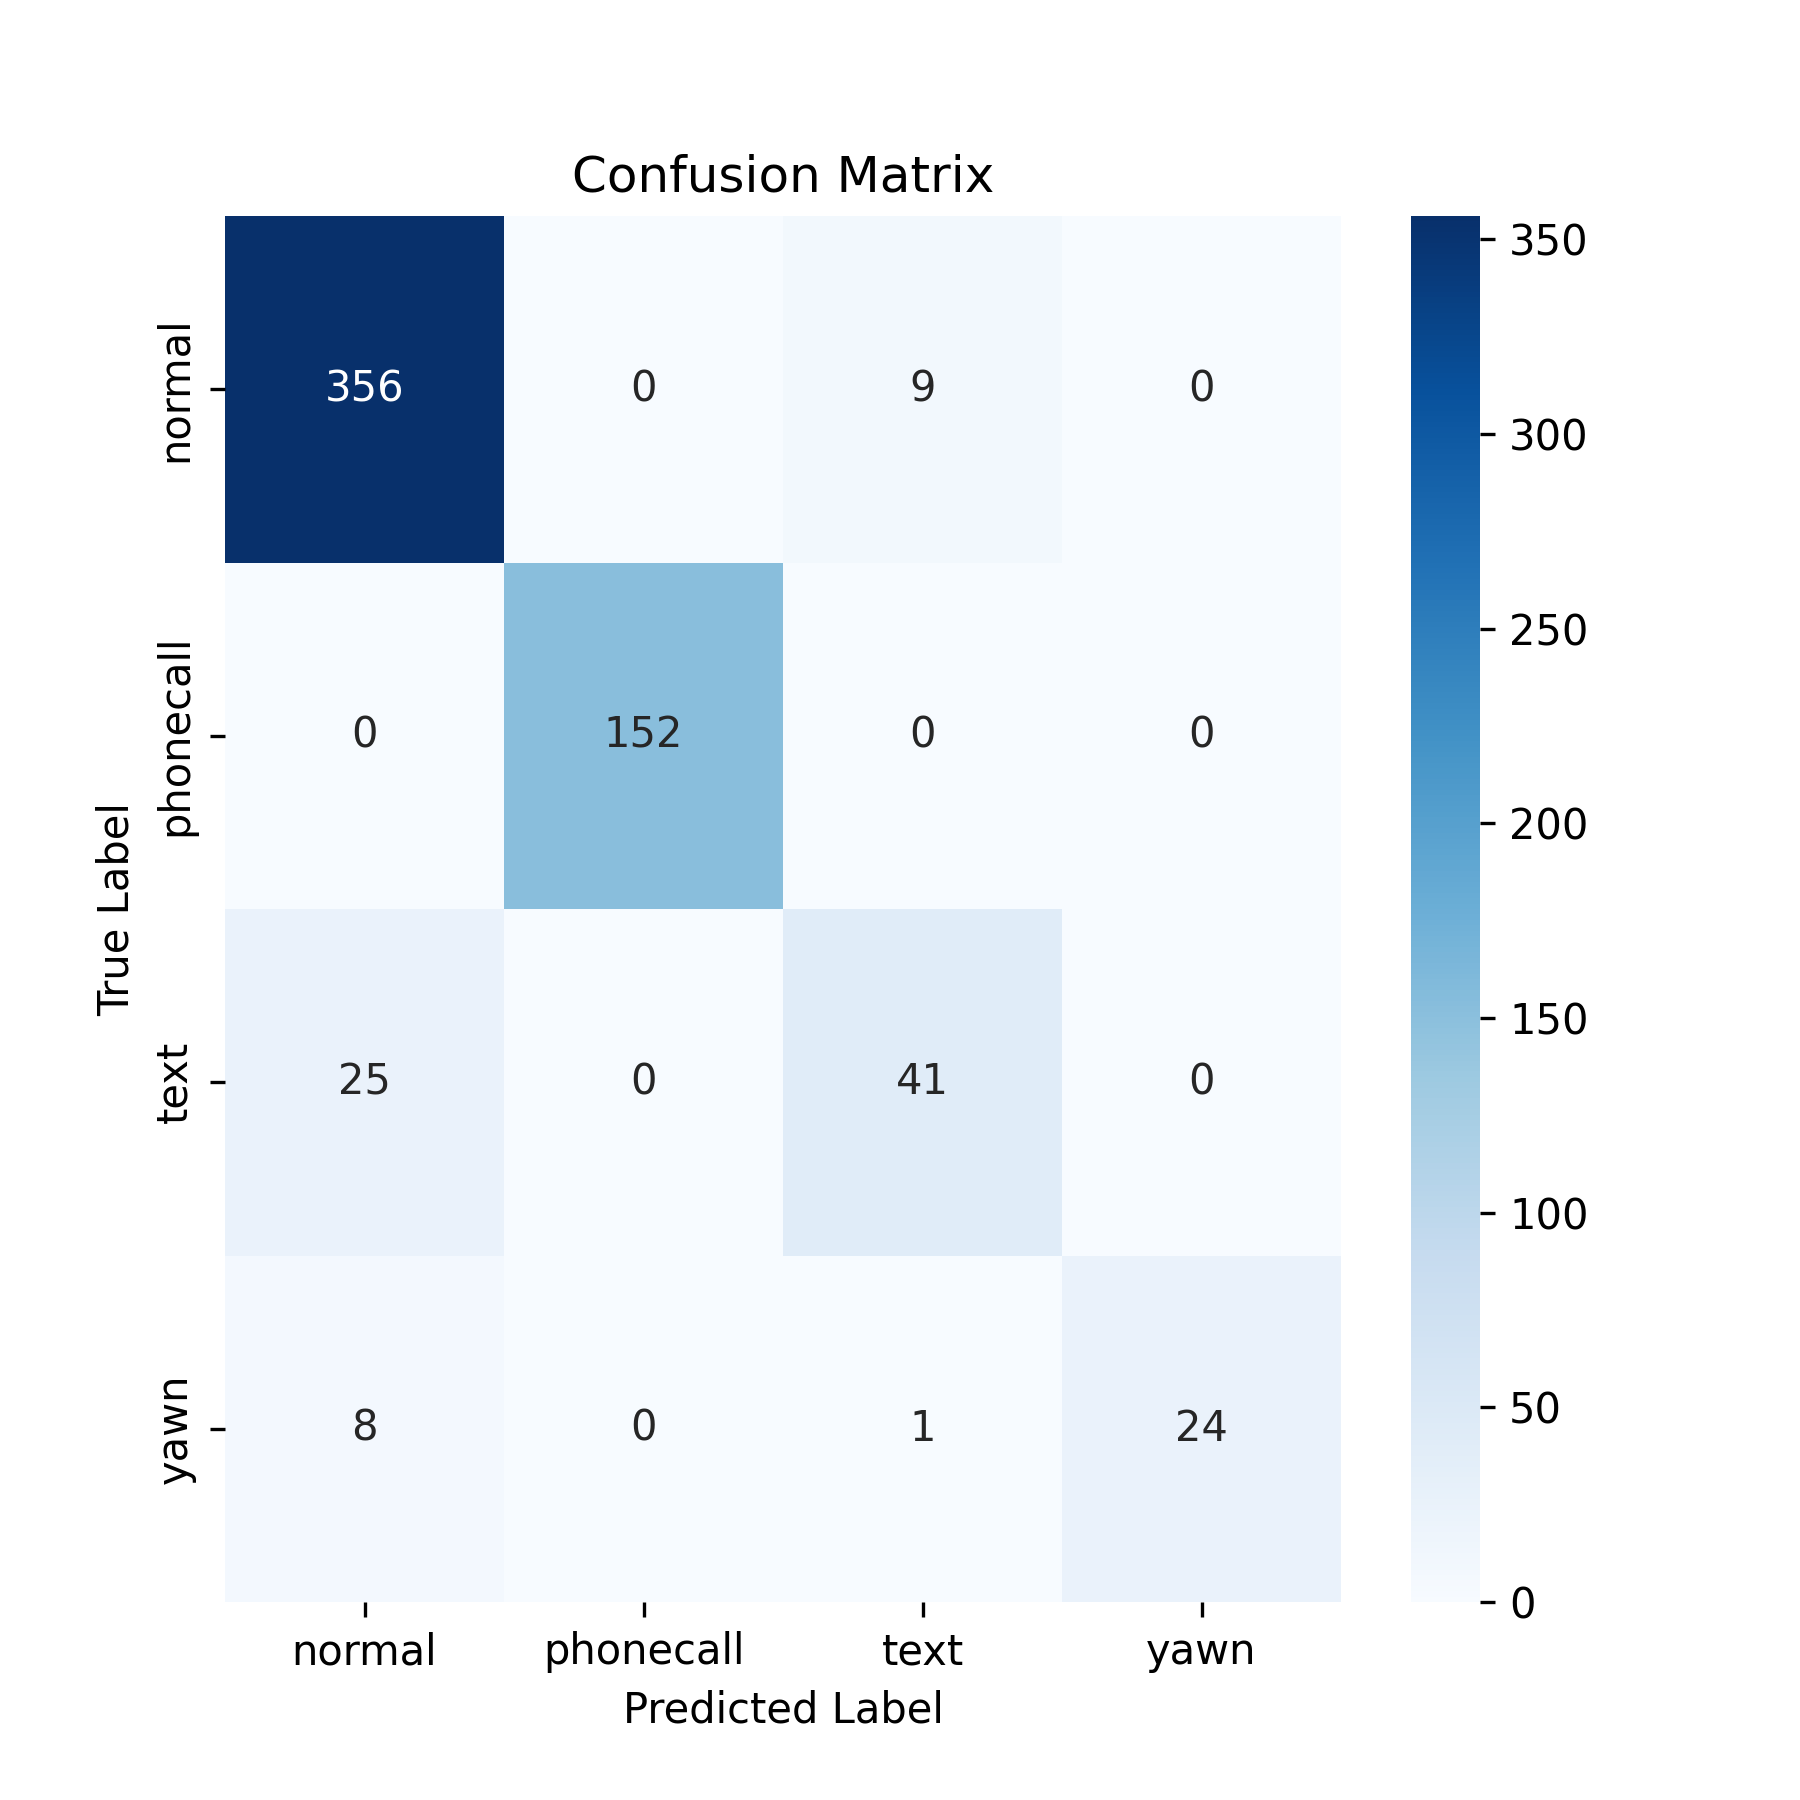 Confusion Matrix
True Label
normal
356 0 9 0
phonecall
0 152 0 0
text
25 0 41 0
yawn
8 0 1 24
normal phonecall text yawn
Predicted Label
350
300
250
200
150
100
50
0